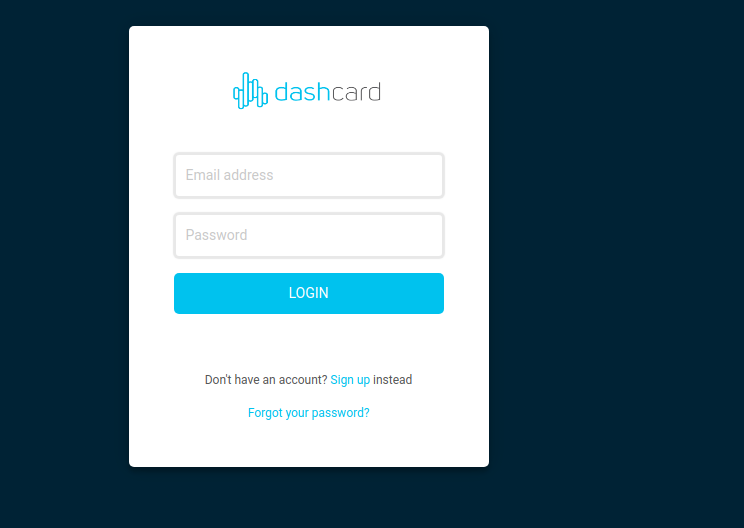 dashcard
Email address
Password
LOGIN
Don't have an account? Sign up instead
Forgot your password?